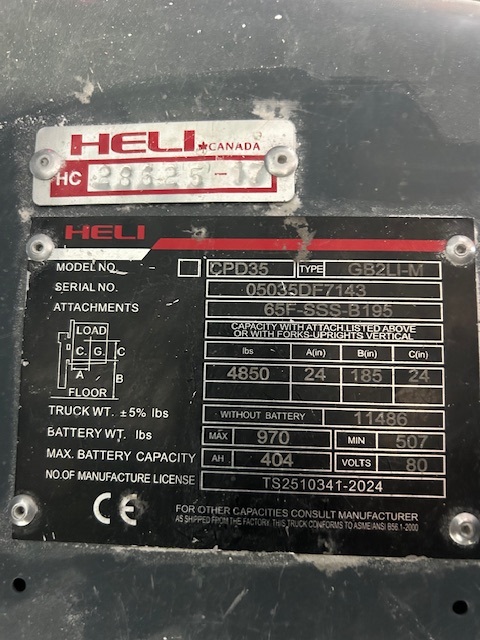 HELI CANADA
HC 28625-17
HELI
MODEL NO. CPD35 TYPE GB2LI-M
SERIAL NO. 05035DF7143
ATTACHMENTS 65F-SSS-B195
CAPACITY WITH ATTACH.LISTED ABOVE
OR WITH FORKS-UPRIGHTS VERTICAL
LOAD
C. G. C
A
B
FLOOR
lbs A(in) B(in) C(in)
4850 24 185 24
TRUCK WT. ±5% lbs WITHOUT BATTERY 11486
BATTERY WT. lbs MAX 970 MIN 507
MAX. BATTERY CAPACITY AH 404 VOLTS 80
NO.OF MANUFACTURE LICENSE TS2510341-2024
CE
FOR OTHER CAPACITIES CONSULT MANUFACTURER
AS SHIPPED FROM THE FACTORY. THIS TRUCK CONFORMS TO ASME/ANSI B56.1-2000